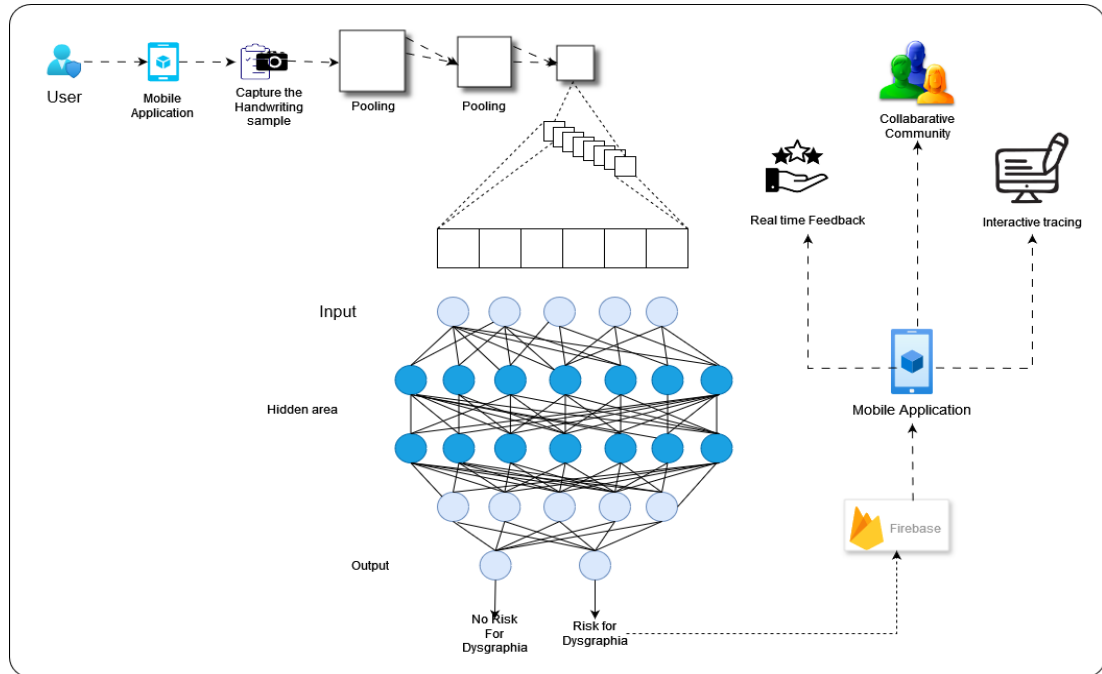 User
Mobile
Application
Capture the
Handwriting
sample
Pooling
Pooling
Collabarative
Community
Real time Feedback
Interactive tracing
Input
Hidden area
Mobile Application
Firebase
Output
No Risk
For
Dysgraphia
Risk for
Dysgraphia